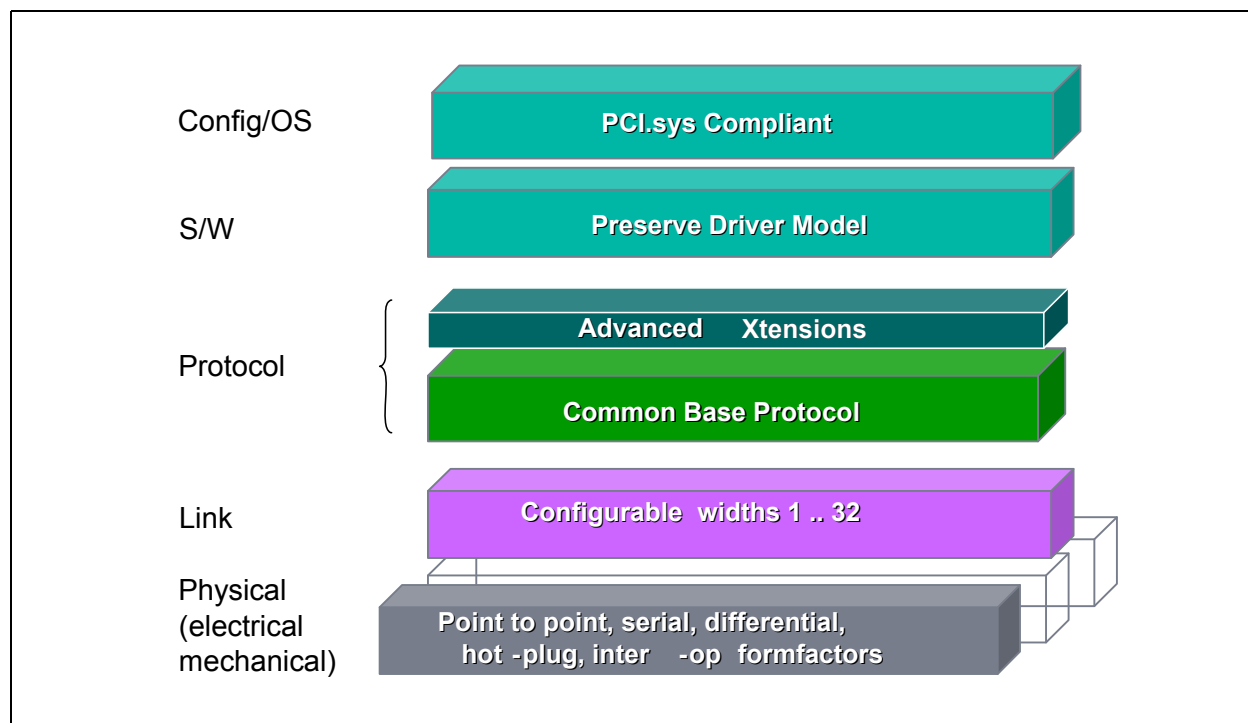 Config/OS
PCI.sys Compliant
S/W
Preserve Driver Model
Protocol
Advanced Xtensions
Common Base Protocol
Link
Configurable widths 1 .. 32
Physical
(electrical
mechanical)
Point to point, serial, differential,
hot -plug, inter -op formfactors